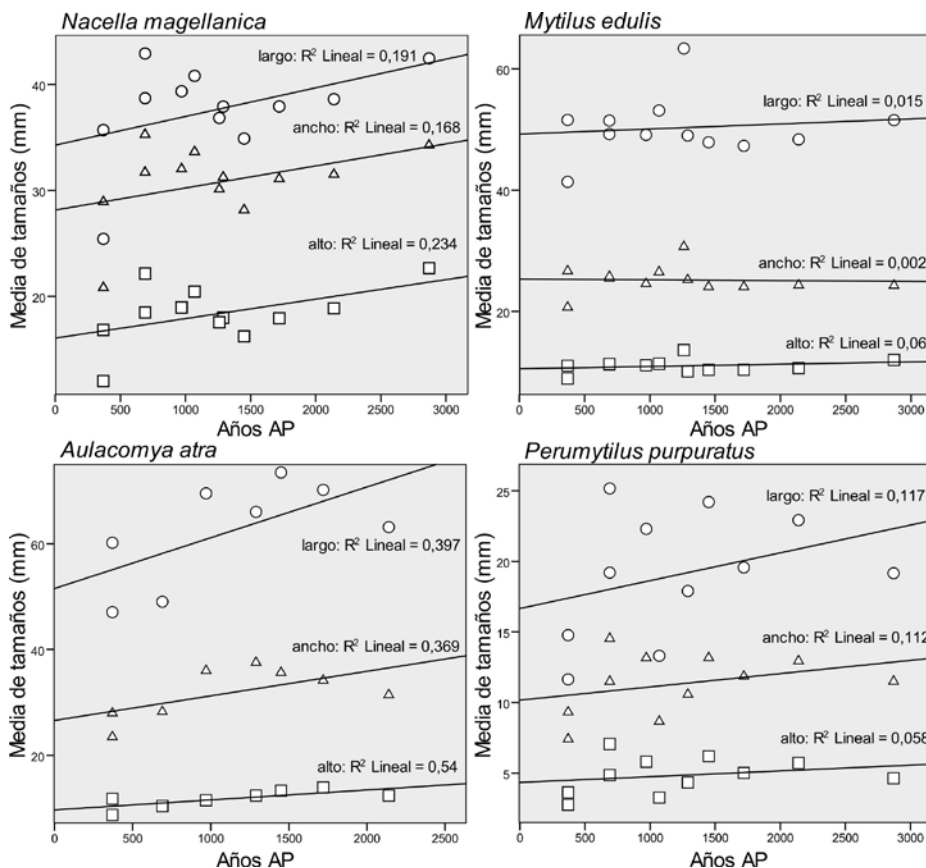 Nacella magellanica
Media de tamaños (mm)
40
30
20
largo: R² Lineal = 0,191
ancho: R² Lineal = 0,168
alto: R² Lineal = 0,234
0 500 1000 1500 2000 2500 3000
Años AP
Mytilus edulis
Media de tamaños (mm)
60
40
20
largo: R² Lineal = 0,015
ancho: R² Lineal = 0,002
alto: R² Lineal = 0,06
0 500 1000 1500 2000 2500 3000
Años AP
Aulacomya atra
Media de tamaños (mm)
60
40
20
largo: R² Lineal = 0,397
ancho: R² Lineal = 0,369
alto: R² Lineal = 0,54
0 500 1000 1500 2000 2500
Años AP
Perumytilus purpuratus
Media de tamaños (mm)
25
20
15
10
5
largo: R² Lineal = 0,117
ancho: R² Lineal = 0,112
alto: R² Lineal = 0,058
0 500 1000 1500 2000 2500 3000
Años AP